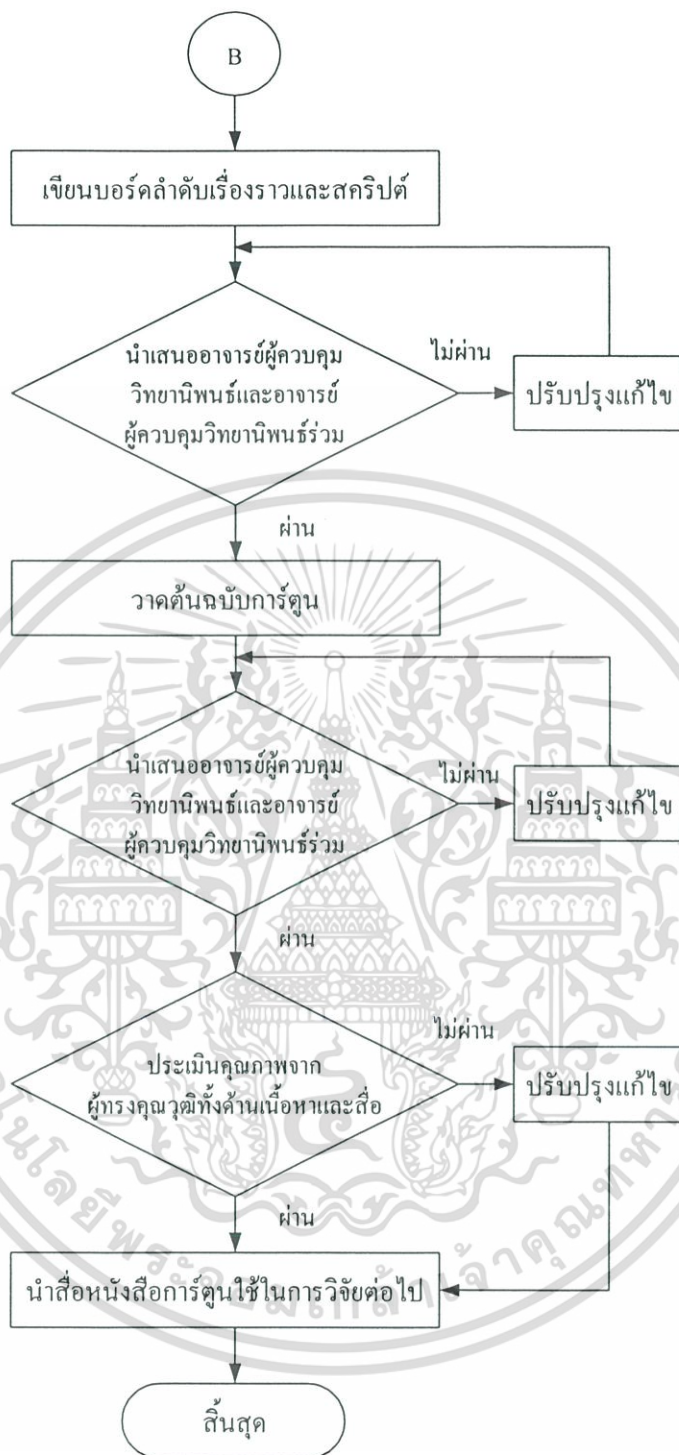 B
เขียนบอร์ดลำดับเรื่องราวและสคริปต์
นำเสนออาจารย์ผู้ควบคุม
วิทยานิพนธ์และอาจารย์
ผู้ควบคุมวิทยานิพนธ์ร่วม
ไม่ผ่าน
ปรับปรุงแก้ไข
ผ่าน
วาดต้นฉบับการ์ตูน
นำเสนออาจารย์ผู้ควบคุม
วิทยานิพนธ์และอาจารย์
ผู้ควบคุมวิทยานิพนธ์ร่วม
ไม่ผ่าน
ปรับปรุงแก้ไข
ผ่าน
ประเมินคุณภาพจาก
ผู้ทรงคุณวุฒิทั้งด้านเนื้อหาและสื่อ
ไม่ผ่าน
ปรับปรุงแก้ไข
ผ่าน
นำสื่อหนังสือการ์ตูนใช้ในการวิจัยต่อไป
สิ้นสุด